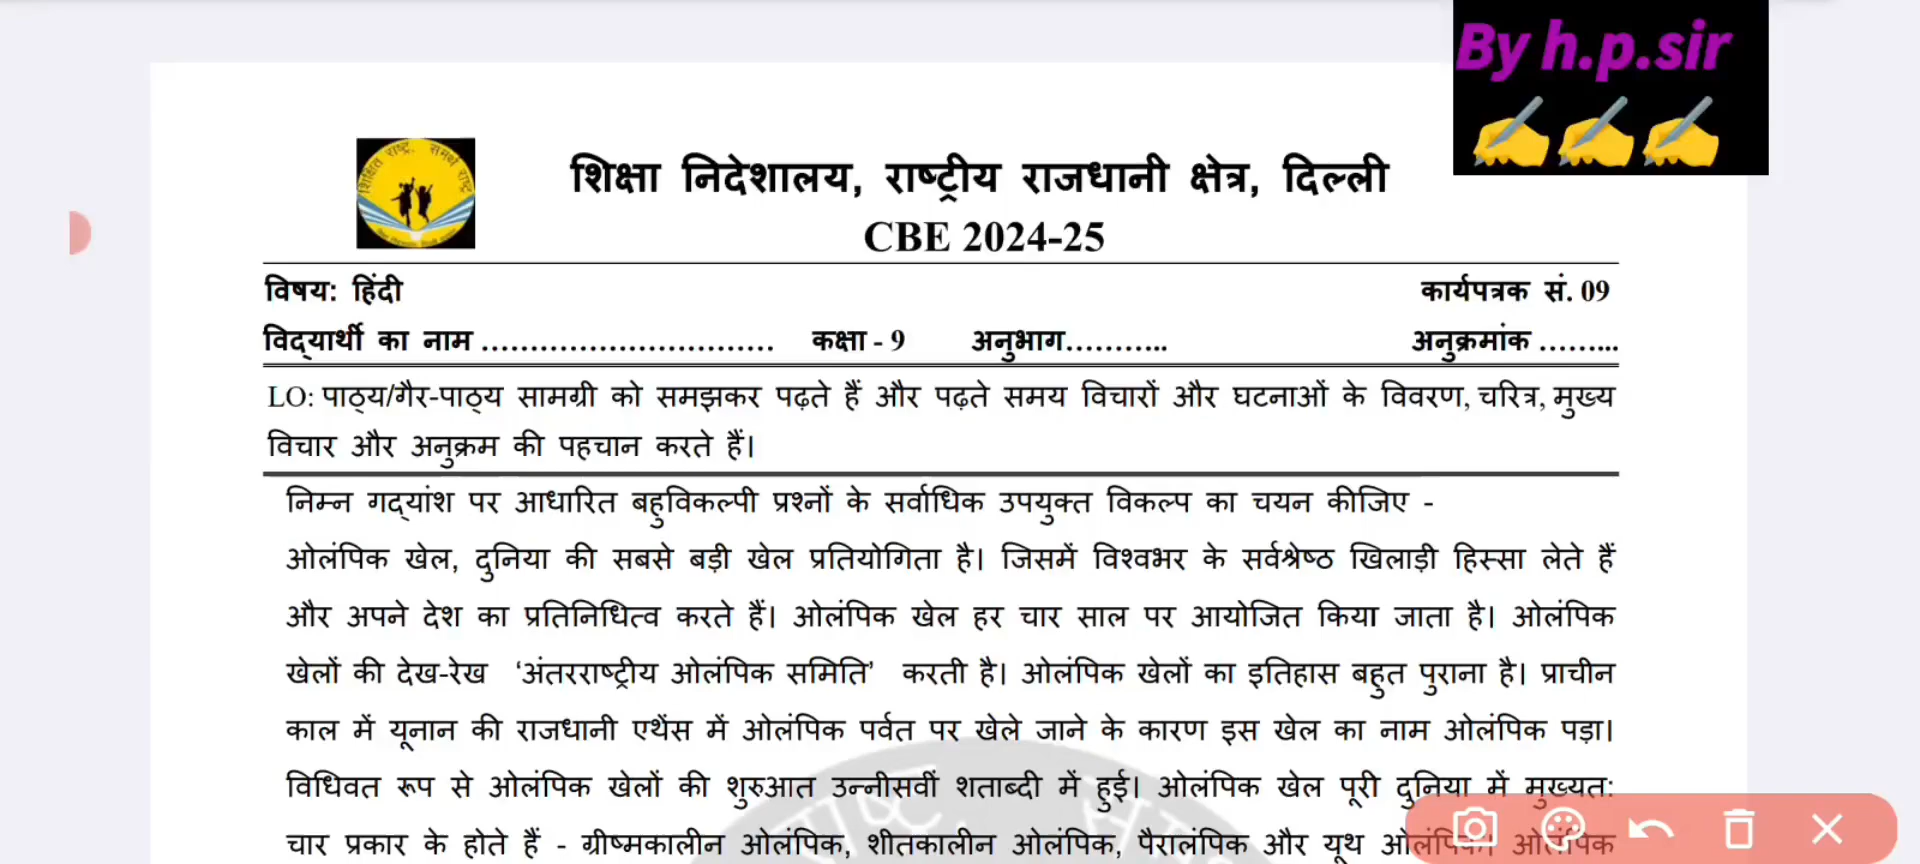 By h.p.sir
शिक्षित राष्ट्र, समर्थ राष्ट्र
शिक्षा निदेशालय, राष्ट्रीय राजधानी क्षेत्र, दिल्ली
CBE 2024-25
विषय: हिंदी कार्यपत्रक सं. 09
विद्यार्थी का नाम .............................. कक्षा - 9 अनुभाग........... अनुक्रमांक .........
LO: पाठ्य/गैर-पाठ्य सामग्री को समझकर पढ़ते हैं और पढ़ते समय विचारों और घटनाओं के विवरण, चरित्र, मुख्य
विचार और अनुक्रम की पहचान करते हैं।
निम्न गद्यांश पर आधारित बहुविकल्पी प्रश्नों के सर्वाधिक उपयुक्त विकल्प का चयन कीजिए -
ओलंपिक खेल, दुनिया की सबसे बड़ी खेल प्रतियोगिता है। जिसमें विश्वभर के सर्वश्रेष्ठ खिलाड़ी हिस्सा लेते हैं
और अपने देश का प्रतिनिधित्व करते हैं। ओलंपिक खेल हर चार साल पर आयोजित किया जाता है। ओलंपिक
खेलों की देख-रेख ‘अंतरराष्ट्रीय ओलंपिक समिति’ करती है। ओलंपिक खेलों का इतिहास बहुत पुराना है। प्राचीन
काल में यूनान की राजधानी एथेंस में ओलंपिक पर्वत पर खेले जाने के कारण इस खेल का नाम ओलंपिक पड़ा।
विधिवत रूप से ओलंपिक खेलों की शुरुआत उन्नीसवीं शताब्दी में हुई। ओलंपिक खेल पूरी दुनिया में मुख्यत:
चार प्रकार के होते हैं - ग्रीष्मकालीन ओलंपिक, शीतकालीन ओलंपिक, पैरालंपिक और यूथ ओलंपिक। ओलंपिक